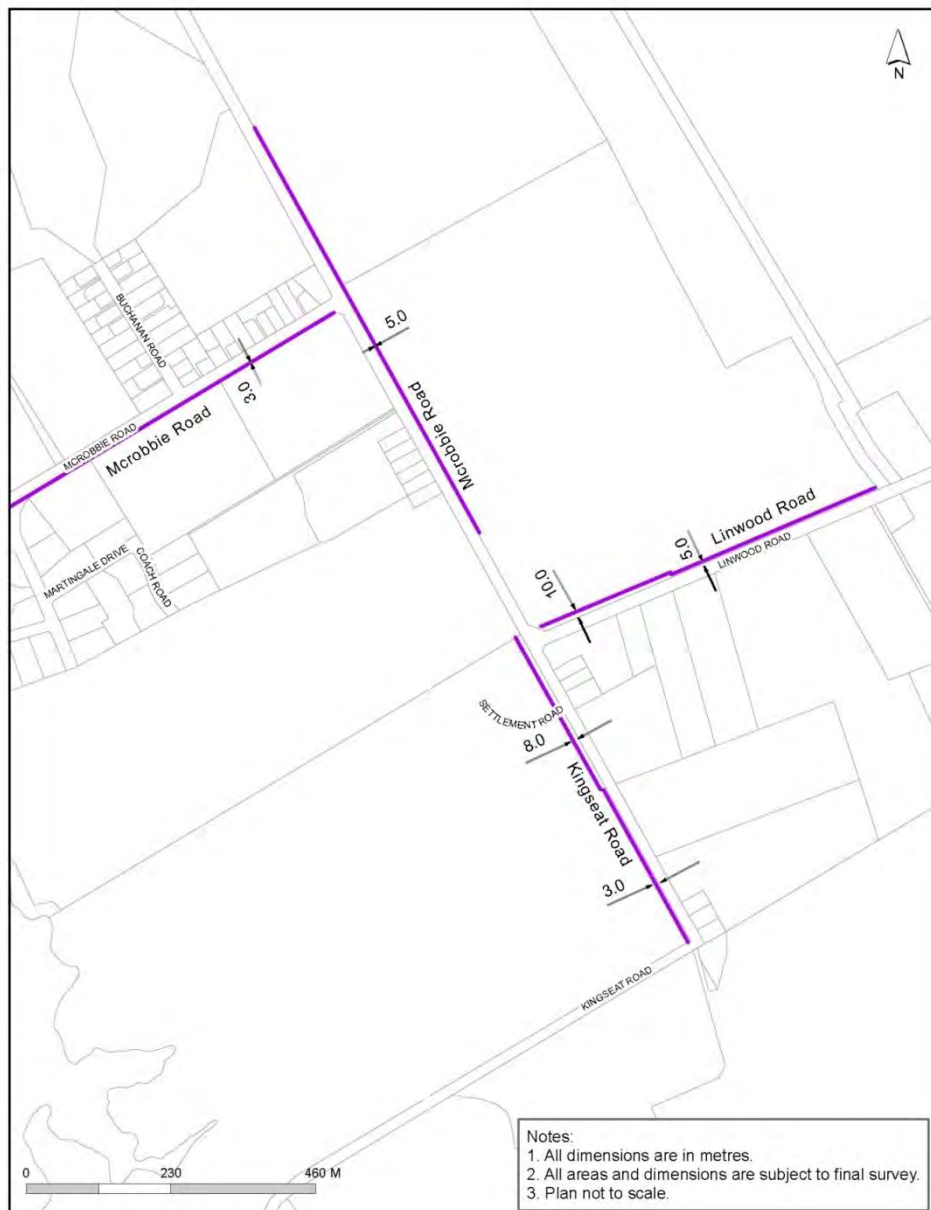 N
5.0
BUCHANAN ROAD
3.0
Mcrobbie Road
MCROBBIE ROAD
Mcrobbie Road
Linwood Road
LINWOOD ROAD
5.0
10.0
MARTINGALE DRIVE
COACH ROAD
SETTLEMENT ROAD
8.0
Kingseat Road
3.0
KINGSEAT ROAD
0 230 460 M
Notes:
1. All dimensions are in metres.
2. All areas and dimensions are subject to final survey.
3. Plan not to scale.